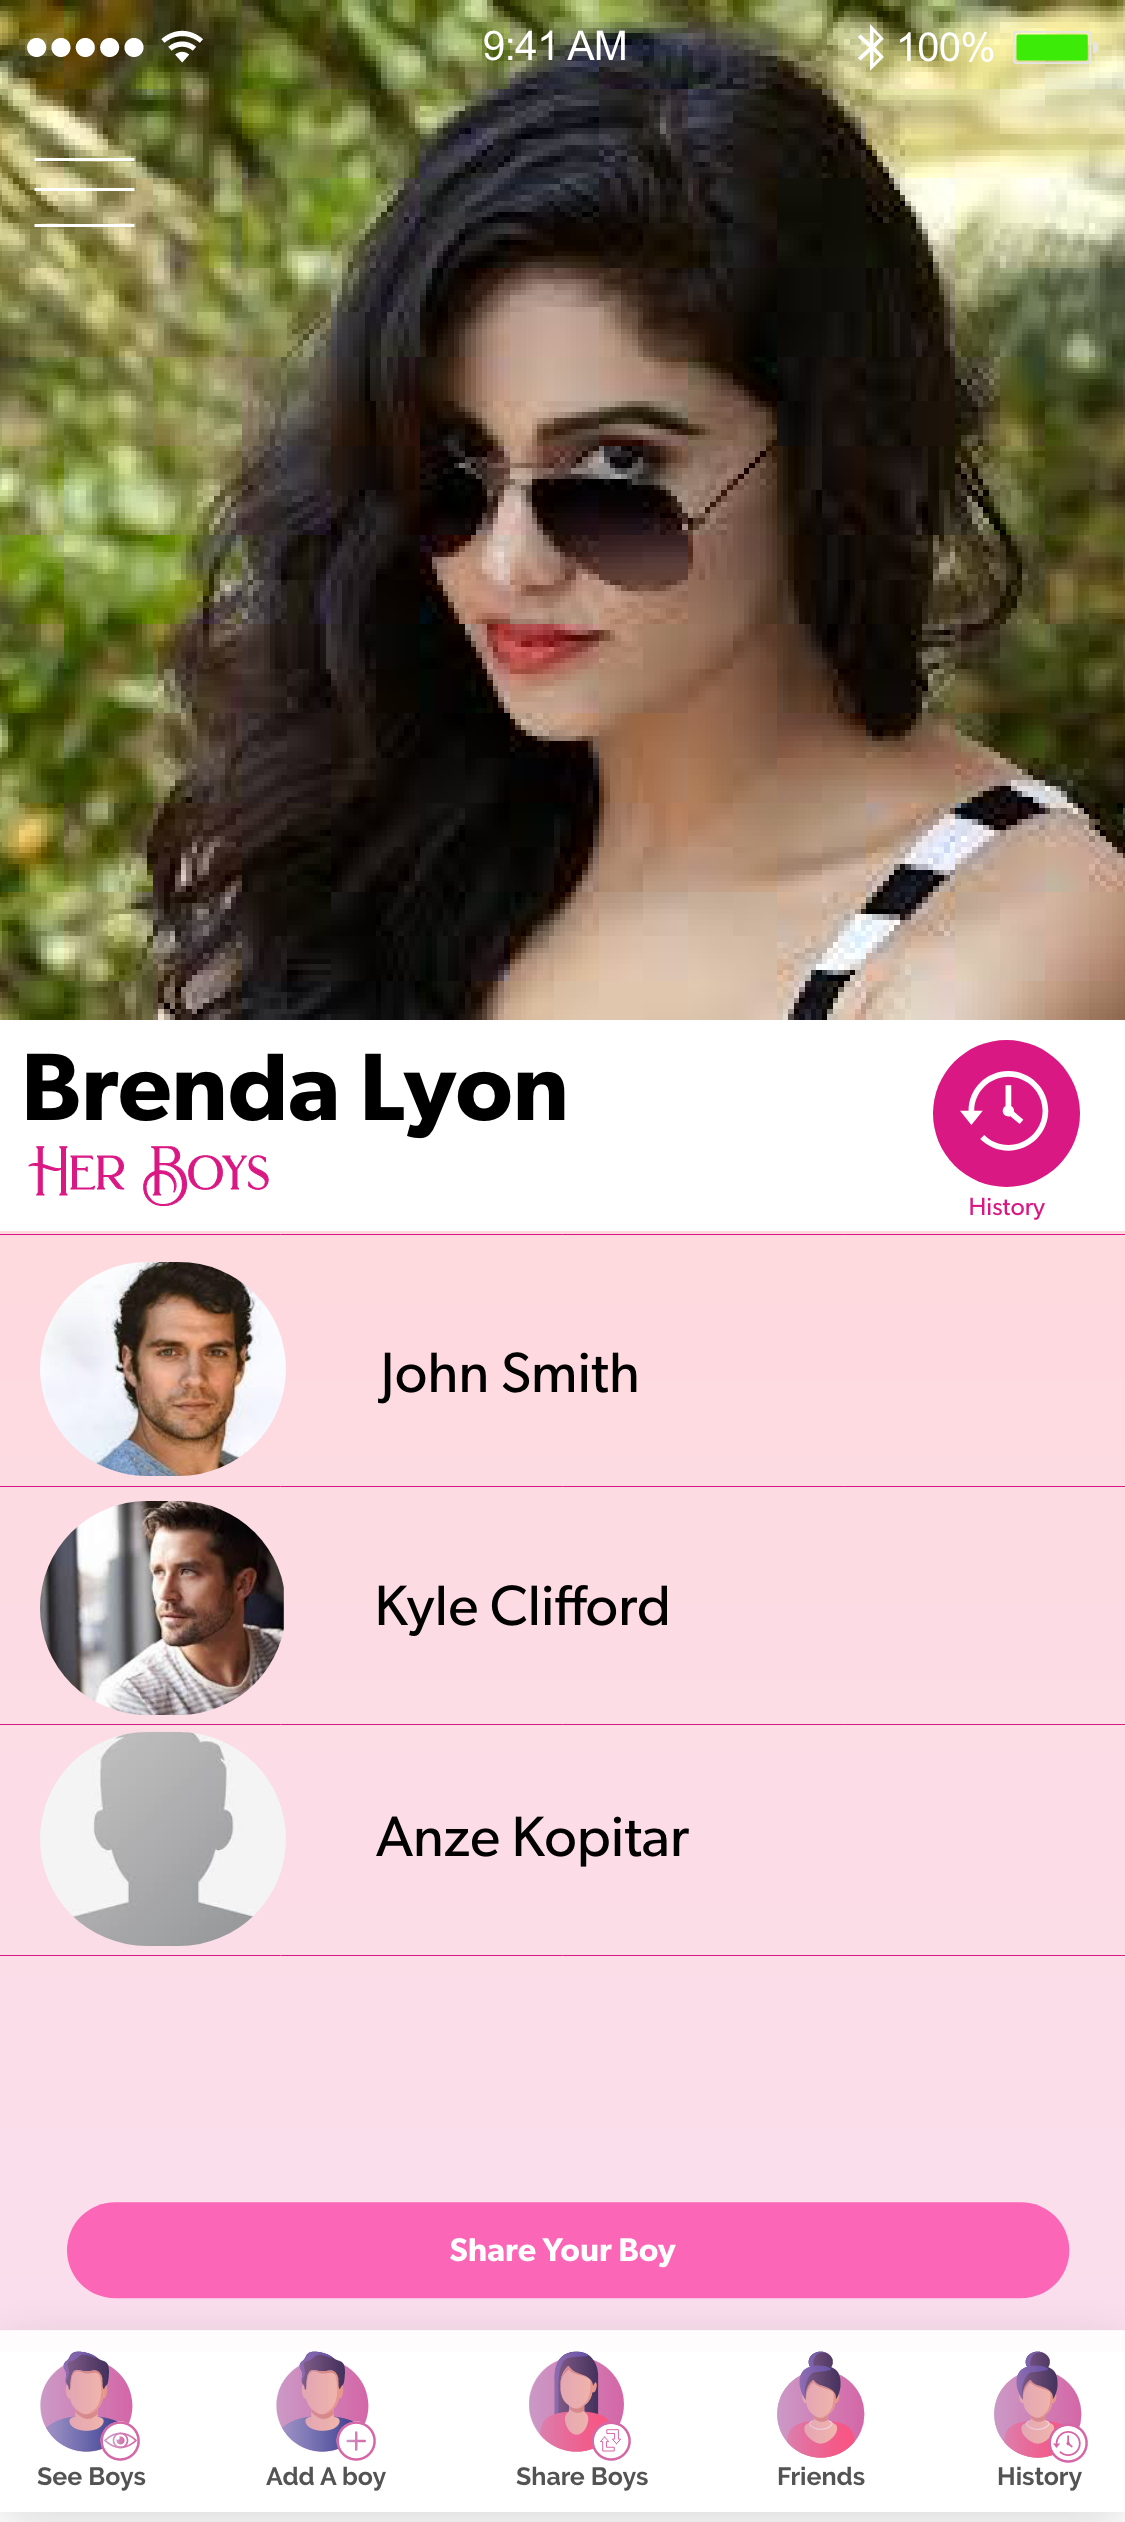 9:41 AM
100%
Brenda Lyon
Her Boys
History
John Smith
Kyle Clifford
Anze Kopitar
Share Your Boy
See Boys
Add A boy
Share Boys
Friends
History